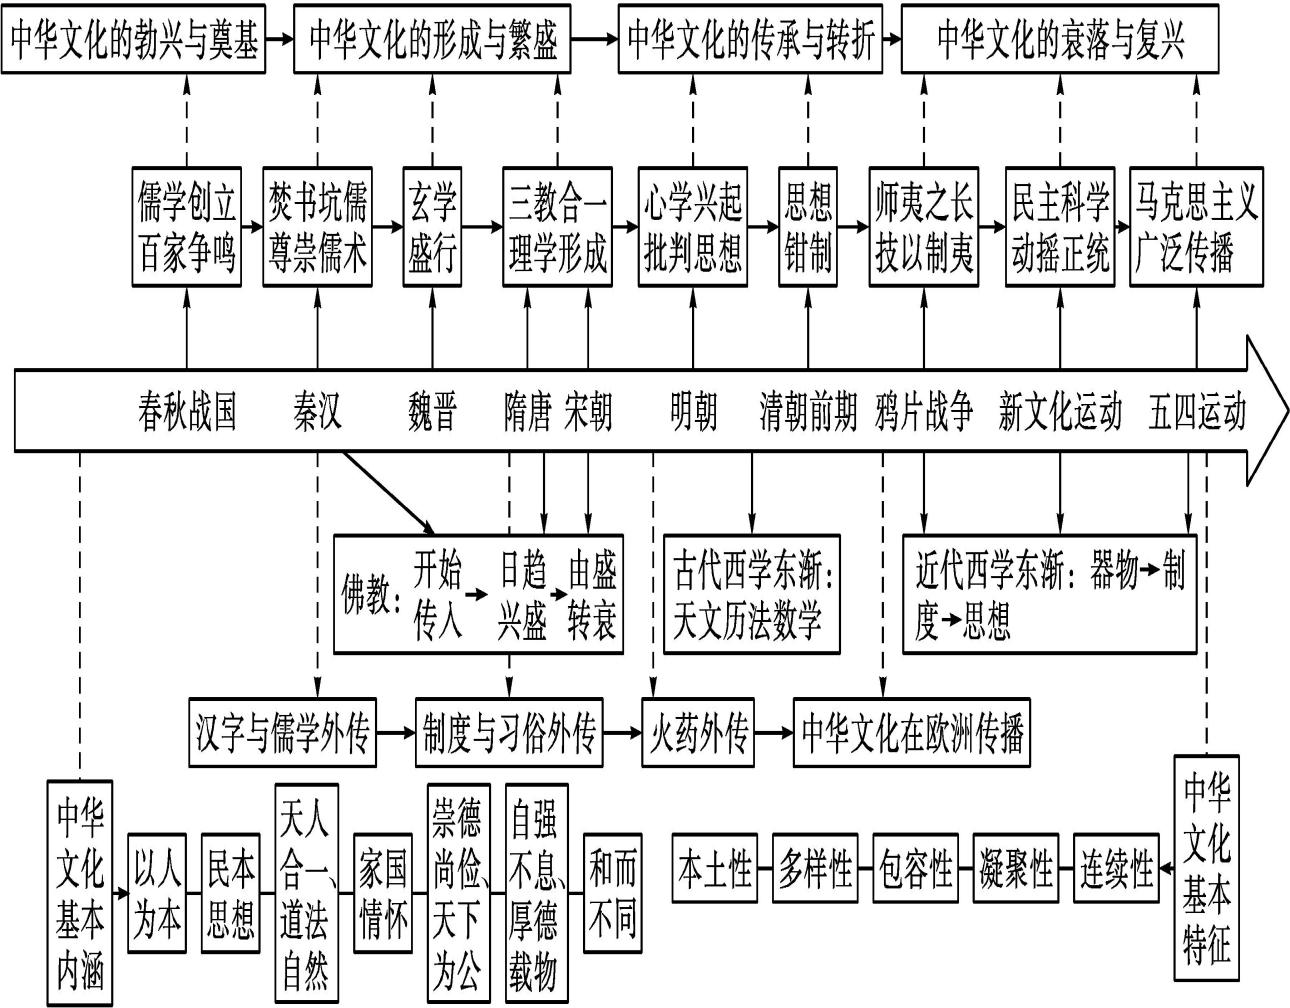 中华文化的勃兴与奠基
中华文化的形成与繁盛
中华文化的传承与转折
中华文化的衰落与复兴
儒学创立
百家争鸣
焚书坑儒
尊崇儒术
玄学
盛行
三教合一
理学形成
心学兴起
批判思想
思想
钳制
师夷之长
技以制夷
民主科学
动摇正统
马克思主义
广泛传播
春秋战国
秦汉
魏晋
隋唐
宋朝
明朝
清朝前期
鸦片战争
新文化运动
五四运动
佛教:
开始
传入
日趋
兴盛
由盛
转衰
古代西学东渐:
天文历法数学
近代西学东渐: 器物→制
度→思想
汉字与儒学外传
制度与习俗外传
火药外传
中华文化在欧洲传播
中华
文化
基本
内涵
以人
为本
民本
思想
天人
合一、
道法
自然
家国
情怀
崇德
尚俭、
天下
为公
自强
不息、
厚德
载物
和而
不同
本土性
多样性
包容性
凝聚性
连续性
中华
文化
基本
特征